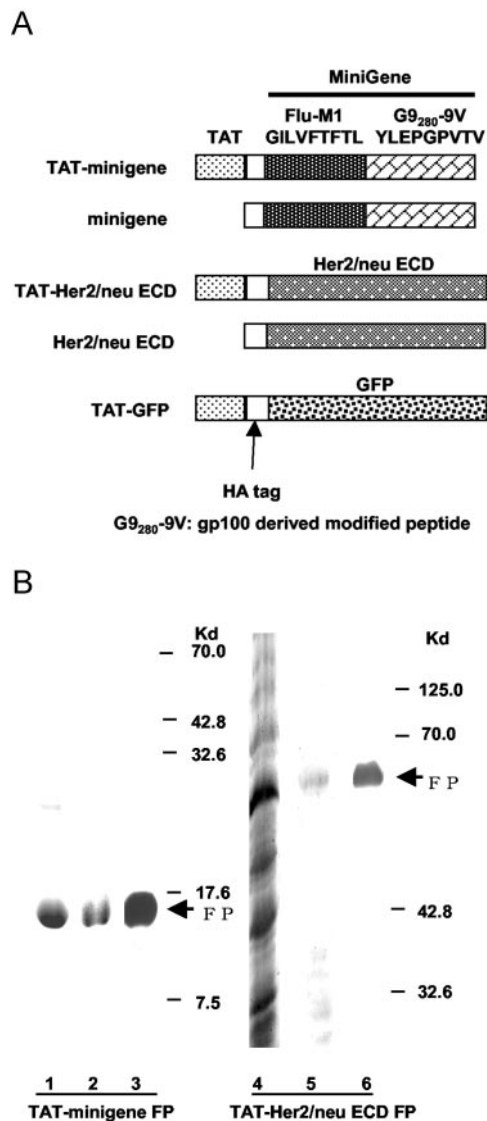 A
MiniGene
Flu-M1 G9280-9V
TAT GILVFTFTL YLEPGPVTV
TAT-minigene
minigene
Her2/neu ECD
TAT-Her2/neu ECD
Her2/neu ECD
GFP
TAT-GFP
HA tag
G9280-9V: gp100 derived modified peptide
B
Kd Kd
70.0
125.0
42.8 70.0
32.6
FP
17.6
FP 42.8
7.5 32.6
1 2 3 4 5 6
TAT-minigene FP TAT-Her2/neu ECD FP